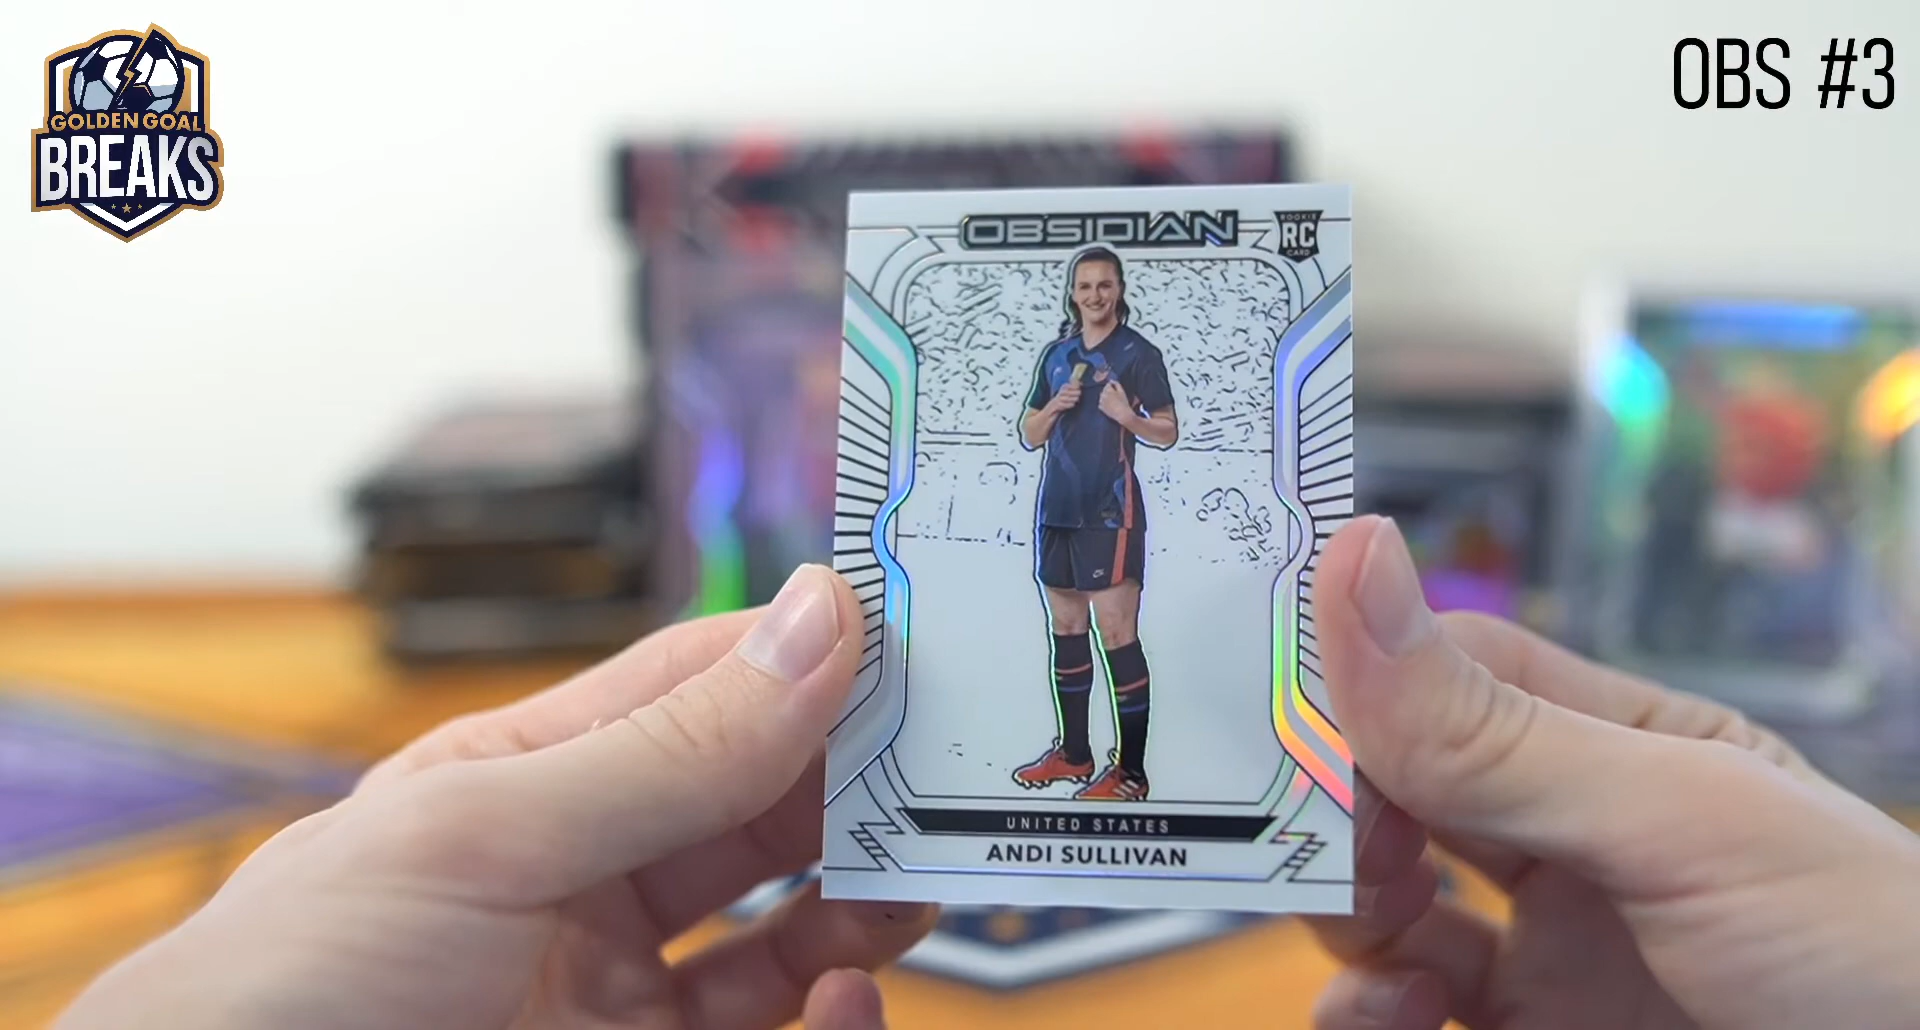 GOLDEN GOAL
BREAKS
OBS #3
OBSIDIAN
ROOKIE
RC
CARD
UNITED STATES
ANDI SULLIVAN